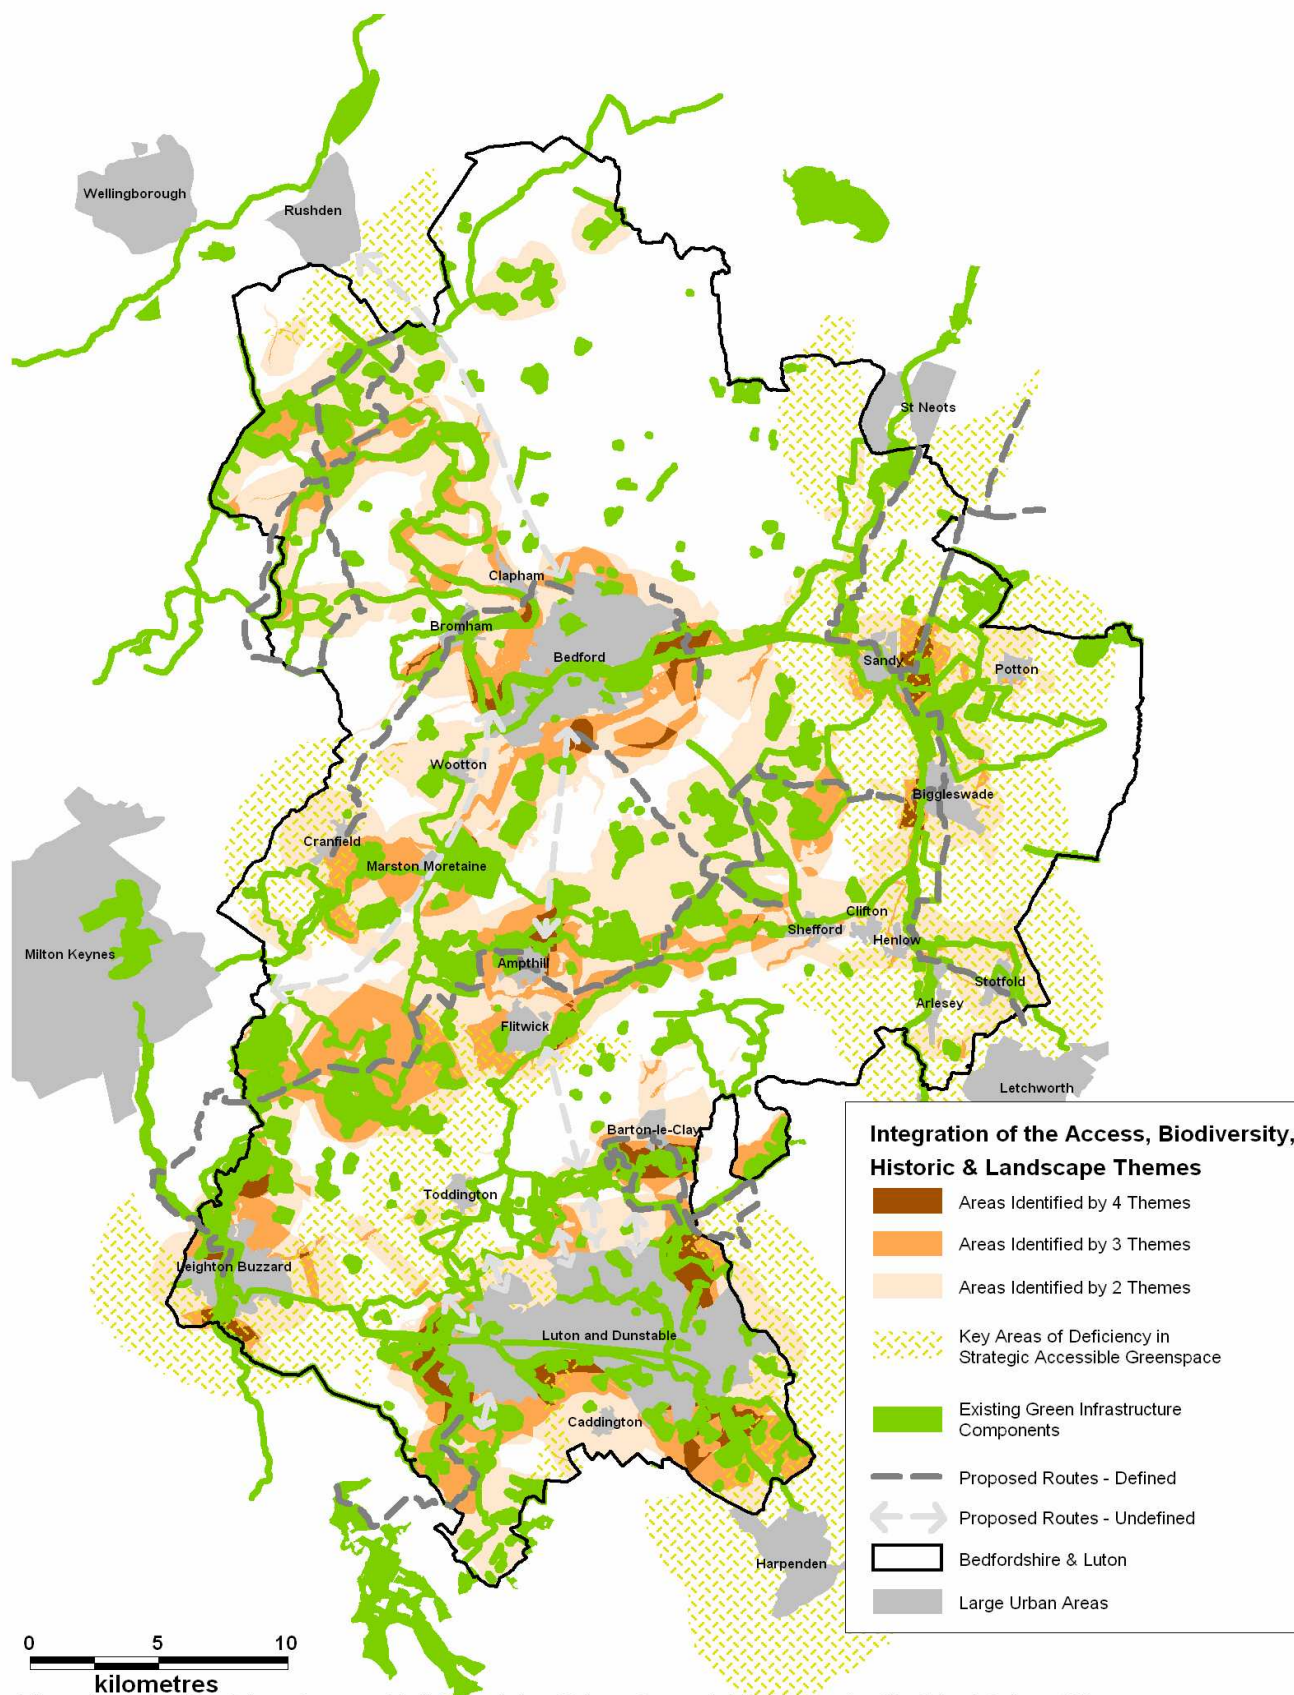 Wellingborough
Rushden
St Neots
Clapham
Bromham
Bedford
Sandy
Potton
Wootton
Biggleswade
Cranfield
Marston Moretaine
Clifton
Shefford
Henlow
Milton Keynes
Ampthill
Stotfold
Arlesey
Flitwick
Letchworth
Barton-le-Clay
Toddington
Leighton Buzzard
Luton and Dunstable
Caddington
Harpenden
Integration of the Access, Biodiversity,
Historic & Landscape Themes
Areas Identified by 4 Themes
Areas Identified by 3 Themes
Areas Identified by 2 Themes
Key Areas of Deficiency in
Strategic Accessible Greenspace
Existing Green Infrastructure
Components
Proposed Routes - Defined
Proposed Routes - Undefined
Bedfordshire & Luton
Large Urban Areas
0 5 10
kilometres